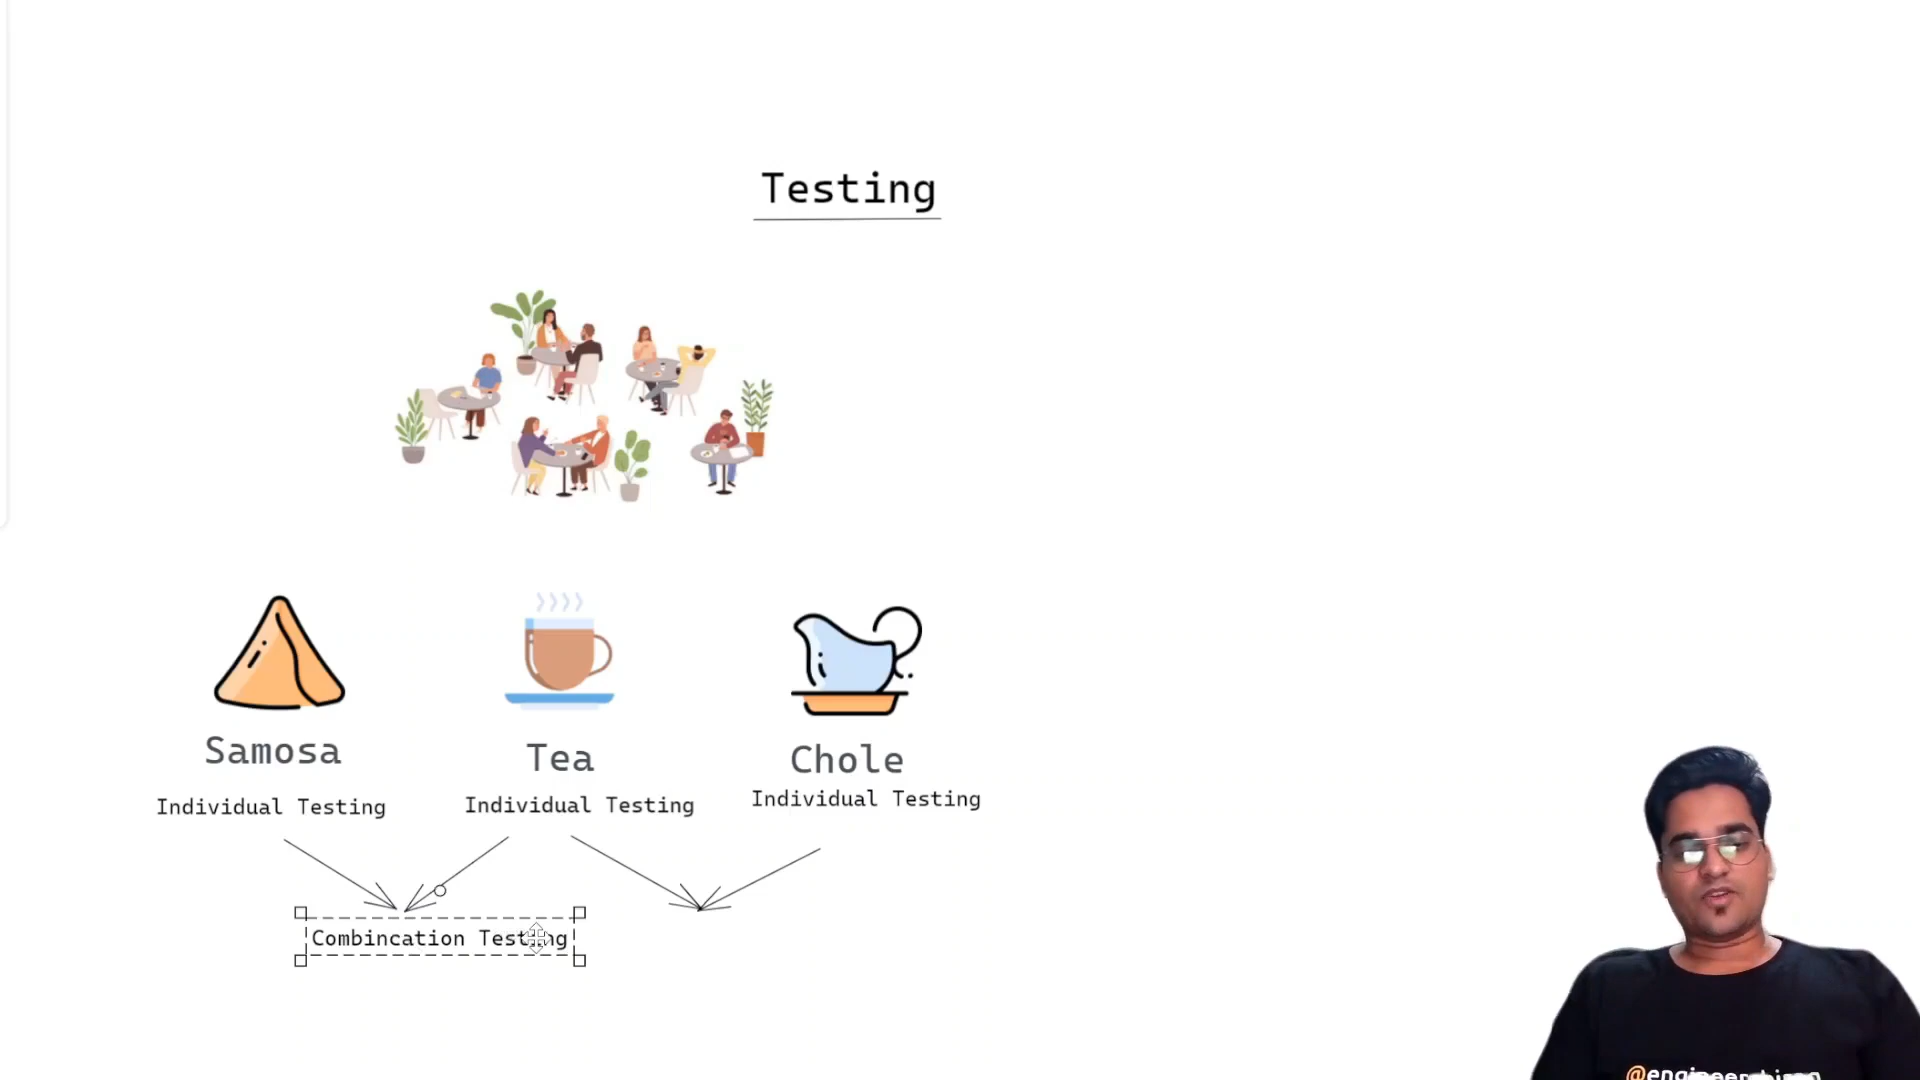 Testing
Samosa
Tea
Chole
Individual Testing
Individual Testing
Individual Testing
Combincation Testing